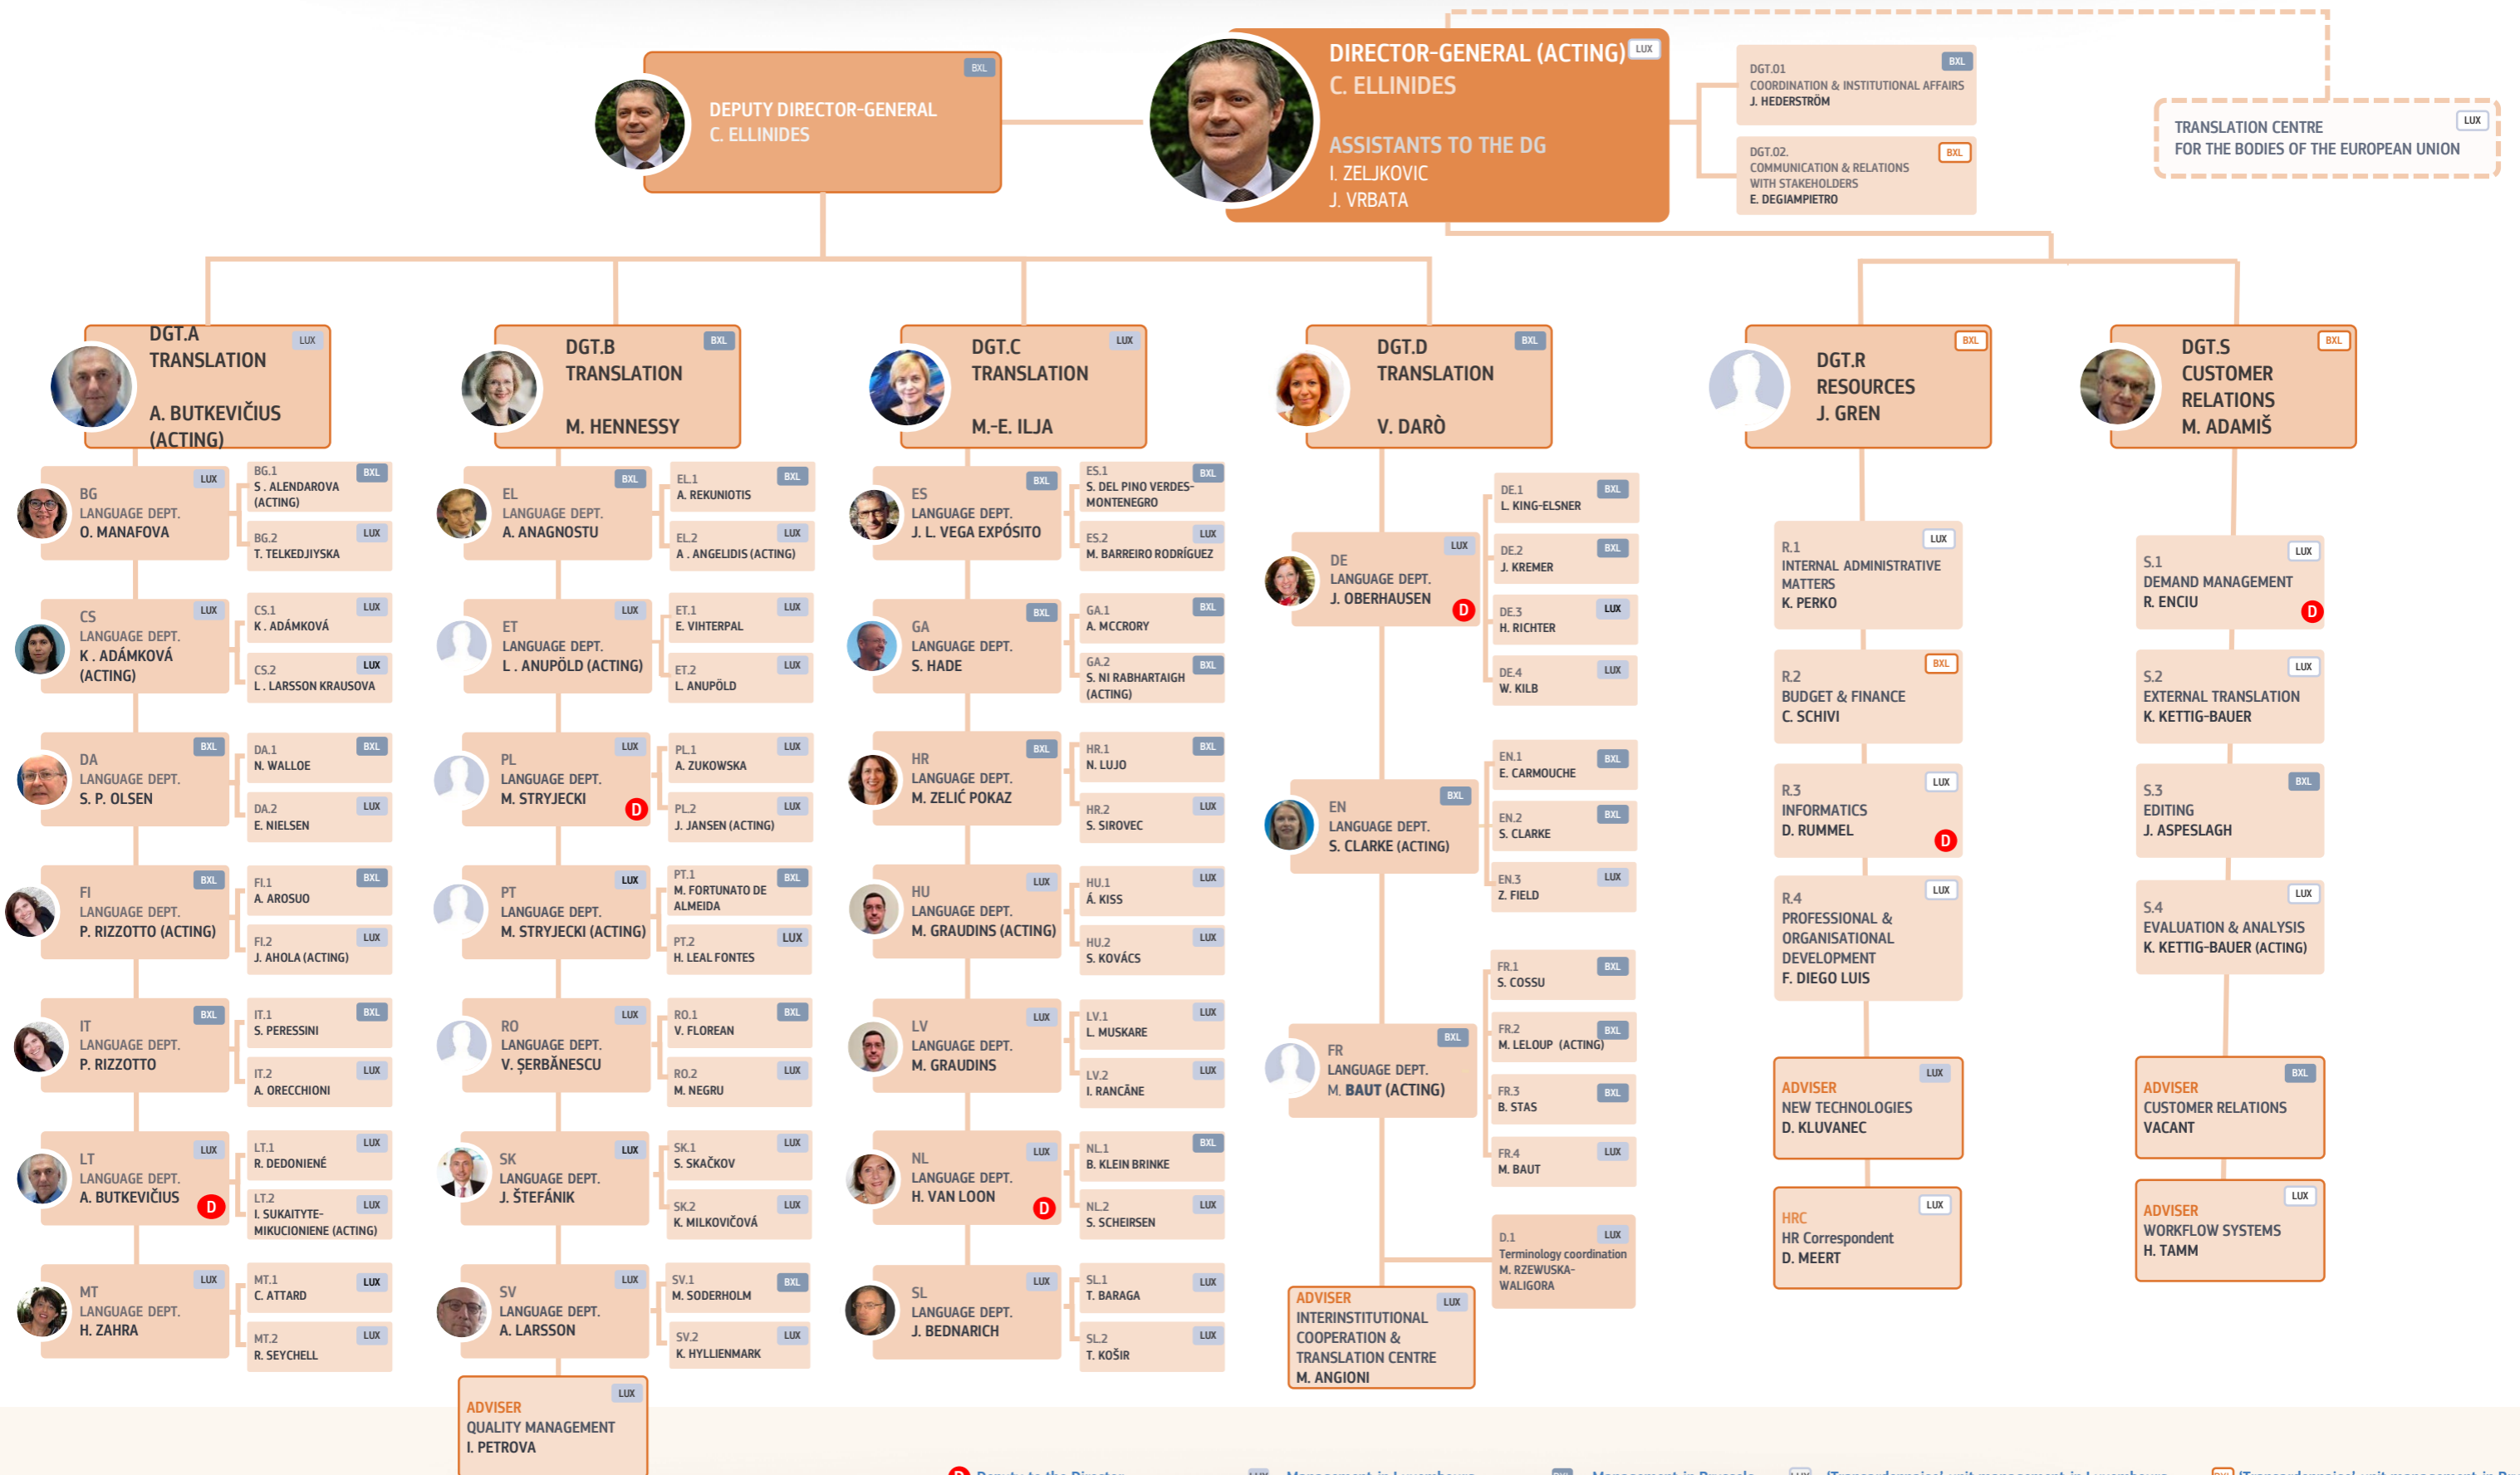 DEPUTY DIRECTOR-GENERAL
C. ELLINIDES
BXL
DIRECTOR-GENERAL (ACTING)
LUX
C. ELLINIDES
ASSISTANTS TO THE DG
I. ZELJKOVIC
J. VRBATA
DGT.01
BXL
COORDINATION & INSTITUTIONAL AFFAIRS
J. HEDERSTRÖM
DGT.02.
BXL
COMMUNICATION & RELATIONS
WITH STAKEHOLDERS
E. DEGIAMPIETRO
LUX
TRANSLATION CENTRE
FOR THE BODIES OF THE EUROPEAN UNION
DGT.A
LUX
TRANSLATION
A. BUTKEVIČIUS
(ACTING)
BG
LUX
LANGUAGE DEPT.
O. MANAFOVA
BG.1
BXL
S . ALENDAROVA
(ACTING)
BG.2
LUX
T. TELKEDJIYSKA
CS
LUX
LANGUAGE DEPT.
K . ADÁMKOVÁ
(ACTING)
CS.1
LUX
K . ADÁMKOVÁ
CS.2
LUX
L . LARSSON KRAUSOVA
DA
BXL
LANGUAGE DEPT.
S. P. OLSEN
DA.1
BXL
N. WALLOE
DA.2
LUX
E. NIELSEN
FI
BXL
LANGUAGE DEPT.
P. RIZZOTTO (ACTING)
FI.1
BXL
A. AROSUO
FI.2
LUX
J. AHOLA (ACTING)
IT
BXL
LANGUAGE DEPT.
P. RIZZOTTO
IT.1
BXL
S. PERESSINI
IT.2
LUX
A. ORECCHIONI
LT
LUX
LANGUAGE DEPT.
A. BUTKEVIČIUS
D
LT.1
LUX
R. DEDONIENÉ
LT.2
LUX
I. SUKAITYTE-
MIKUCIONIENE (ACTING)
MT
LUX
LANGUAGE DEPT.
H. ZAHRA
MT.1
LUX
C. ATTARD
MT.2
LUX
R. SEYCHELL
DGT.B
BXL
TRANSLATION
M. HENNESSY
EL
BXL
LANGUAGE DEPT.
A. ANAGNOSTU
EL.1
BXL
A. REKUNIOTIS
EL.2
LUX
A . ANGELIDIS (ACTING)
ET
LUX
LANGUAGE DEPT.
L . ANUPÖLD (ACTING)
ET.1
LUX
E. VIHTERPAL
ET.2
LUX
L. ANUPÖLD
PL
LUX
LANGUAGE DEPT.
M. STRYJECKI
D
PL.1
LUX
A. ZUKOWSKA
PL.2
LUX
J. JANSEN (ACTING)
PT
LUX
LANGUAGE DEPT.
M. STRYJECKI (ACTING)
PT.1
BXL
M. FORTUNATO DE
ALMEIDA
PT.2
LUX
H. LEAL FONTES
RO
LUX
LANGUAGE DEPT.
V. ȘERBĂNESCU
RO.1
BXL
V. FLOREAN
RO.2
LUX
M. NEGRU
SK
LUX
LANGUAGE DEPT.
J. ŠTEFÁNIK
SK.1
LUX
S. SKAČKOV
SK.2
LUX
K. MILKOVIČOVÁ
SV
LUX
LANGUAGE DEPT.
A. LARSSON
SV.1
BXL
M. SODERHOLM
SV.2
LUX
K. HYLLIENMARK
ADVISER
LUX
QUALITY MANAGEMENT
I. PETROVA
DGT.C
LUX
TRANSLATION
M.-E. ILJA
ES
BXL
LANGUAGE DEPT.
J. L. VEGA EXPÓSITO
ES.1
BXL
S. DEL PINO VERDES-
MONTENEGRO
ES.2
LUX
M. BARREIRO RODRÍGUEZ
GA
BXL
LANGUAGE DEPT.
S. HADE
GA.1
BXL
A. MCCRORY
GA.2
BXL
S. NI RABHARTAIGH
(ACTING)
HR
BXL
LANGUAGE DEPT.
M. ZELIĆ POKAZ
HR.1
BXL
N. LUJO
HR.2
LUX
S. SIROVEC
HU
LUX
LANGUAGE DEPT.
M. GRAUDINS (ACTING)
HU.1
LUX
Á. KISS
HU.2
LUX
S. KOVÁCS
LV
LUX
LANGUAGE DEPT.
M. GRAUDINS
LV.1
LUX
L. MUSKARE
LV.2
LUX
I. RANCĀNE
NL
LUX
LANGUAGE DEPT.
H. VAN LOON
D
NL.1
BXL
B. KLEIN BRINKE
NL.2
LUX
S. SCHEIRSEN
SL
LUX
LANGUAGE DEPT.
J. BEDNARICH
SL.1
LUX
T. BARAGA
SL.2
LUX
T. KOŠIR
DGT.D
BXL
TRANSLATION
V. DARÒ
DE
LUX
LANGUAGE DEPT.
J. OBERHAUSEN
D
DE.1
BXL
L. KING-ELSNER
DE.2
BXL
J. KREMER
DE.3
LUX
H. RICHTER
DE.4
LUX
W. KILB
EN
BXL
LANGUAGE DEPT.
S. CLARKE (ACTING)
EN.1
BXL
E. CARMOUCHE
EN.2
BXL
S. CLARKE
EN.3
LUX
Z. FIELD
FR
BXL
LANGUAGE DEPT.
M. BAUT (ACTING)
FR.1
BXL
S. COSSU
FR.2
BXL
M. LELOUP (ACTING)
FR.3
BXL
B. STAS
FR.4
LUX
M. BAUT
D.1
LUX
Terminology coordination
M. RZEWUSKA-
WALIGORA
ADVISER
LUX
INTERINSTITUTIONAL
COOPERATION &
TRANSLATION CENTRE
M. ANGIONI
DGT.R
BXL
RESOURCES
J. GREN
R.1
LUX
INTERNAL ADMINISTRATIVE
MATTERS
K. PERKO
R.2
BXL
BUDGET & FINANCE
C. SCHIVI
R.3
LUX
INFORMATICS
D. RUMMEL
D
R.4
LUX
PROFESSIONAL &
ORGANISATIONAL
DEVELOPMENT
F. DIEGO LUIS
ADVISER
LUX
NEW TECHNOLOGIES
D. KLUVANEC
HRC
LUX
HR Correspondent
D. MEERT
DGT.S
BXL
CUSTOMER
RELATIONS
M. ADAMIŠ
S.1
LUX
DEMAND MANAGEMENT
R. ENCIU
D
S.2
LUX
EXTERNAL TRANSLATION
K. KETTIG-BAUER
S.3
BXL
EDITING
J. ASPESLAGH
S.4
LUX
EVALUATION & ANALYSIS
K. KETTIG-BAUER (ACTING)
ADVISER
BXL
CUSTOMER RELATIONS
VACANT
ADVISER
LUX
WORKFLOW SYSTEMS
H. TAMM
D Deputy to the Director
LUX Management in Luxembourg
Management in Brussels